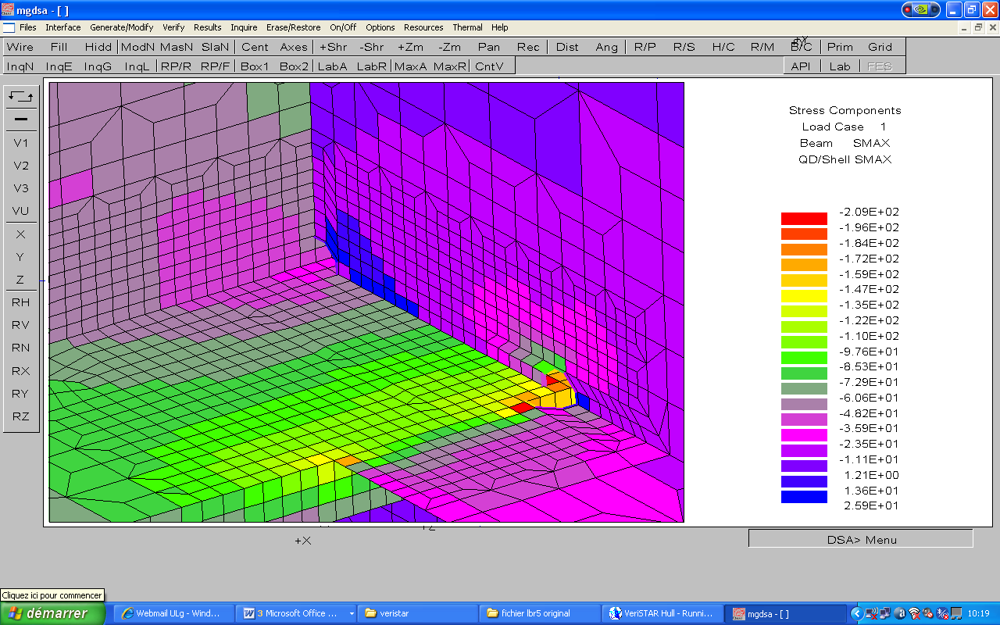 mgdsa - [ ]
Files Interface Generate/Modify Verify Results Inquire Erase/Restore On/Off Options Resources Thermal Help
Wire Fill Hidd ModN MasN SlaN Cent Axes +Shr -Shr +Zm -Zm Pan Rec Dist Ang R/P R/S H/C R/M B/C Prim Grid
InqN InqE InqG InqL RP/R RP/F Box1 Box2 LabA LabR MaxA MaxR CntV API Lab FES
V1
V2
V3
VU
X
Y
Z
RH
RV
RN
RX
RY
RZ
Stress Components
Load Case 1
Beam SMAX
QD/Shell SMAX
-2.09E+02
-1.96E+02
-1.84E+02
-1.72E+02
-1.59E+02
-1.47E+02
-1.35E+02
-1.22E+02
-1.10E+02
-9.76E+01
-8.53E+01
-7.29E+01
-6.06E+01
-4.82E+01
-3.59E+01
-2.35E+01
-1.11E+01
1.21E+00
1.36E+01
2.59E+01
+Z
+X
DSA> Menu
Cliquez ici pour commencer
démarrer Webmail ULg - Wind... 3 Microsoft Office ... veristar fichier lbr5 original VeriSTAR Hull - Runni... mgdsa - [ ] 10:19